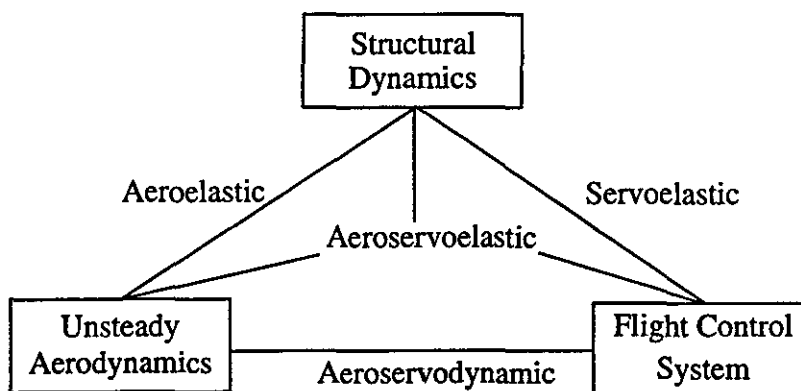 Structural
Dynamics
Aeroelastic
Servoelastic
Aeroservoelastic
Unsteady
Aerodynamics
Flight Control
System
Aeroservodynamic